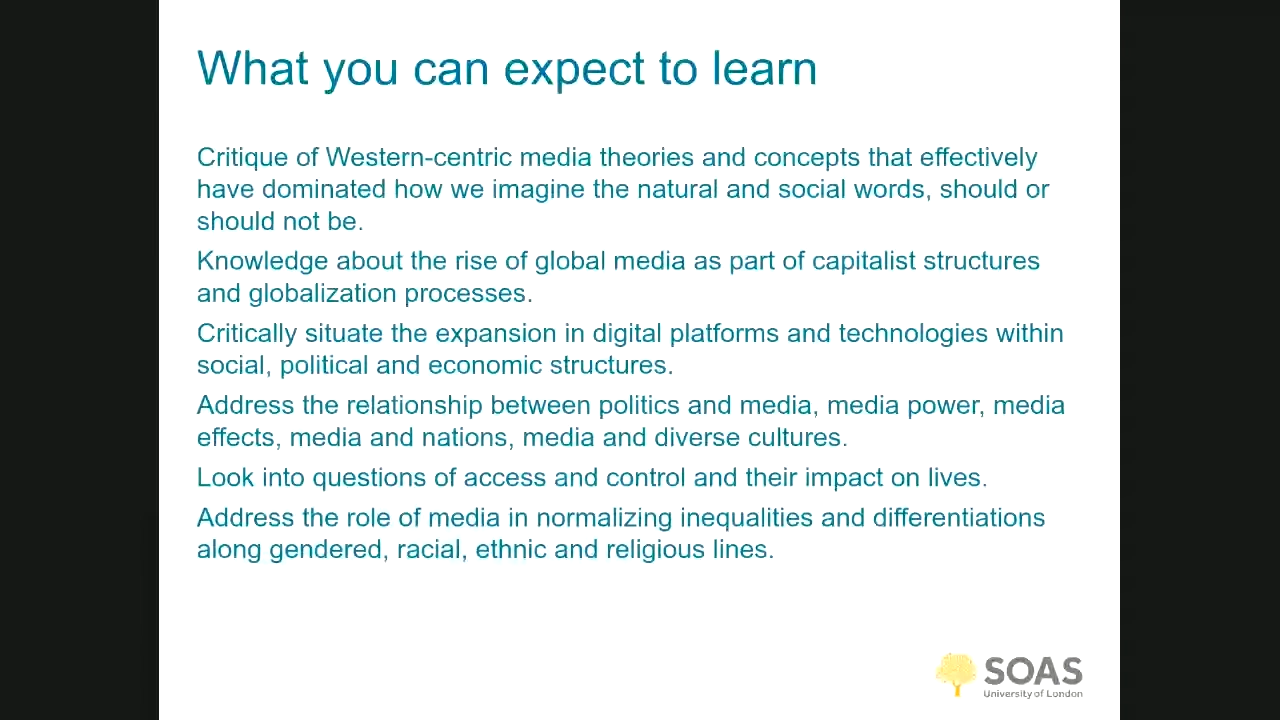 What you can expect to learn
Critique of Western-centric media theories and concepts that effectively
have dominated how we imagine the natural and social words, should or
should not be.
Knowledge about the rise of global media as part of capitalist structures
and globalization processes.
Critically situate the expansion in digital platforms and technologies within
social, political and economic structures.
Address the relationship between politics and media, media power, media
effects, media and nations, media and diverse cultures.
Look into questions of access and control and their impact on lives.
Address the role of media in normalizing inequalities and differentiations
along gendered, racial, ethnic and religious lines.
SOAS
University of London